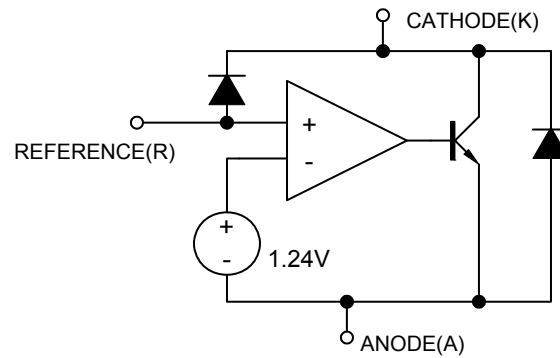 CATHODE(K)
+
REFERENCE(R)
-
+
1.24V
-
ANODE(A)